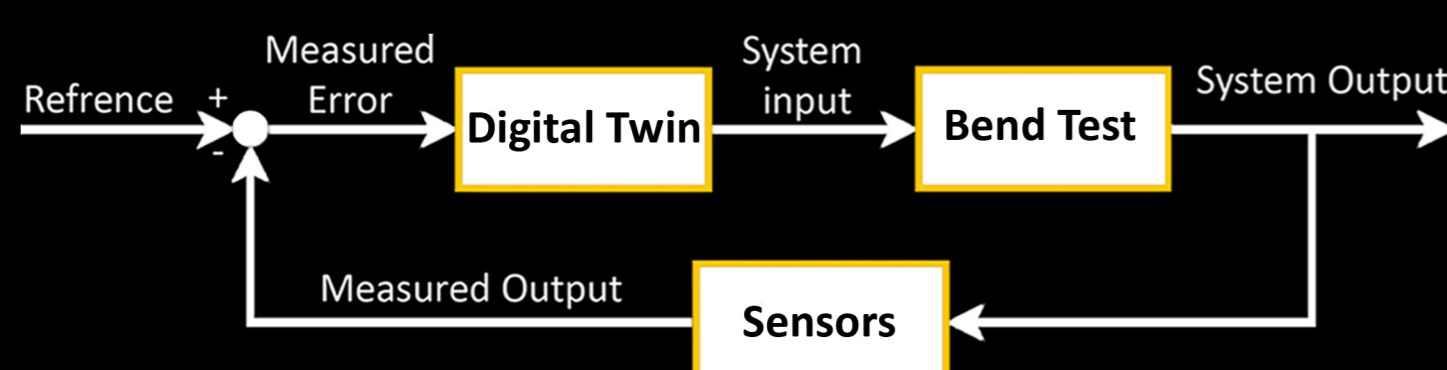 Refrence
+
-
Measured
Error
Digital Twin
System
input
Bend Test
System Output
Measured Output
Sensors